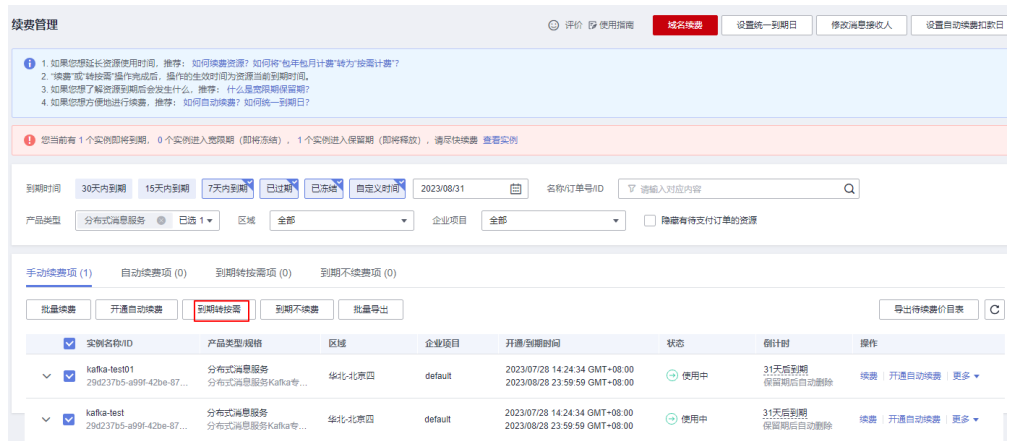 续费管理
评价 使用指南 域名续费 设置统一到期日 修改消息接收人 设置自动续费扣款日
1. 如果您想延长资源使用时间，推荐： 如何续费资源？如何将“包年包月计费”转为“按需计费”?
2. “续费”或“转按需”操作完成后，操作的生效时间为资源当前到期时间。
3. 如果您想了解资源到期后会发生什么，推荐： 什么是宽限期保留期?
4. 如果您想方便地进行续费，推荐： 如何自动续费？如何统一到期日?
您当前有 1 个实例即将到期， 0 个实例进入宽限期（即将冻结）， 1 个实例进入保留期（即将释放），请尽快续费 查看实例
到期时间 30天内到期 15天内到期 7天内到期 已过期 已冻结 自定义时间 2023/08/31 名称/订单号/ID 请输入对应内容
产品类型 分布式消息服务 已选 1 区域 全部 企业项目 全部 隐藏有待支付订单的资源
手动续费项 (1) 自动续费项 (0) 到期转按需项 (0) 到期不续费项 (0)
批量续费 开通自动续费 到期转按需 到期不续费 批量导出 导出待续费价目表
实例名称/ID 产品类型/规格 区域 企业项目 开通/到期时间 状态 倒计时 操作
kafka-test01 分布式消息服务 华北-北京四 default 2023/07/28 14:24:34 GMT+08:00 使用中 31天后到期 续费 开通自动续费 更多
29d237b5-a99f-42be-87... 分布式消息服务Kafka专... 2023/08/28 23:59:59 GMT+08:00 保留期后自动删除
kafka-test 分布式消息服务 华北-北京四 default 2023/07/28 14:24:34 GMT+08:00 使用中 31天后到期 续费 开通自动续费 更多
29d237b5-a99f-42be-87... 分布式消息服务Kafka专... 2023/08/28 23:59:59 GMT+08:00 保留期后自动删除